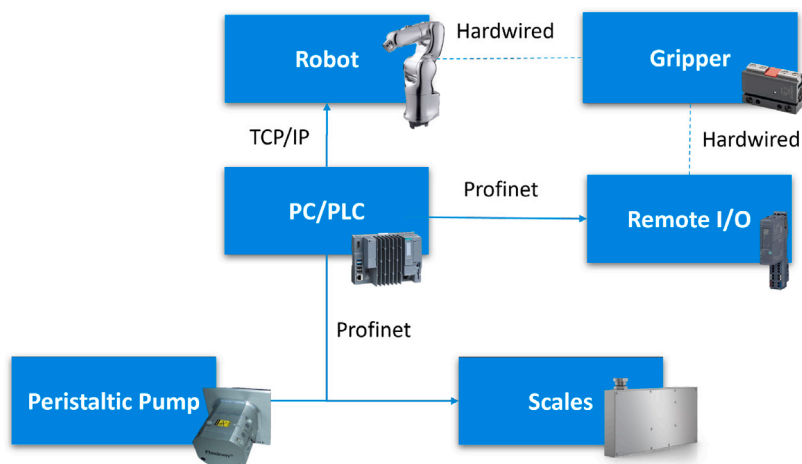 Hardwired
Robot
Gripper
TCP/IP
Hardwired
Profinet
PC/PLC
Remote I/O
Profinet
Peristaltic Pump
Scales